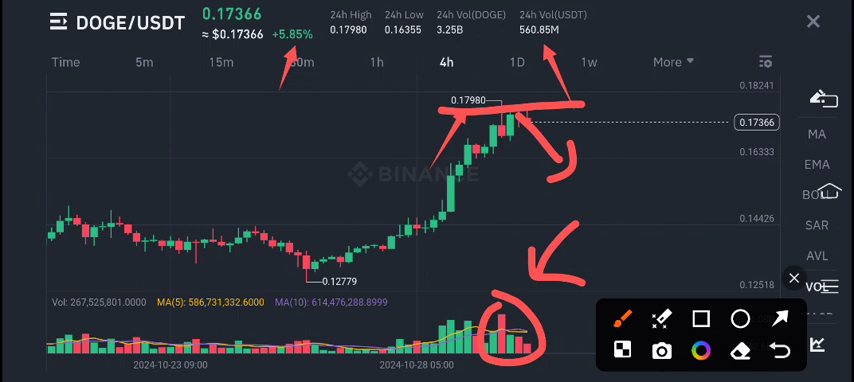 DOGE/USDT
0.17366
≈ $0.17366 +5.85%
24h High 24h Low 24h Vol(DOGE) 24h Vol(USDT)
0.17980 0.16355 3.25B 560.85M
Time 5m 15m 30m 1h 4h 1D 1w More
0.18241
0.17980
0.17366
0.16333
BINANCE
0.14426
0.12779
0.12518
Vol: 267,525,801.0000 MA(5): 586,731,332.6000 MA(10): 614,476,288.8999
2024-10-23 09:00 2024-10-28 05:00
MA
EMA
BOLL
SAR
AVL
VOL